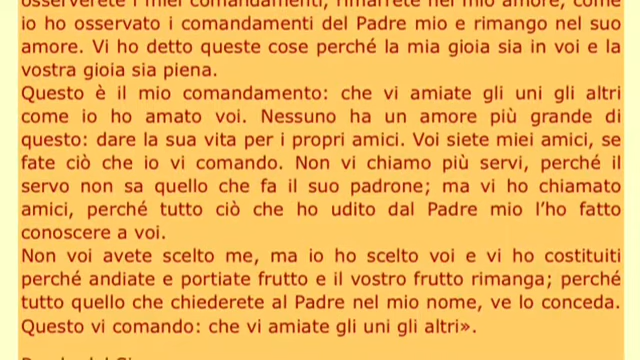 osserverete i miei comandamenti, rimarrete nel mio amore, come
io ho osservato i comandamenti del Padre mio e rimango nel suo
amore. Vi ho detto queste cose perché la mia gioia sia in voi e la
vostra gioia sia piena.
Questo è il mio comandamento: che vi amiate gli uni gli altri
come io ho amato voi. Nessuno ha un amore più grande di
questo: dare la sua vita per i propri amici. Voi siete miei amici, se
fate ciò che io vi comando. Non vi chiamo più servi, perché il
servo non sa quello che fa il suo padrone; ma vi ho chiamato
amici, perché tutto ciò che ho udito dal Padre mio l’ho fatto
conoscere a voi.
Non voi avete scelto me, ma io ho scelto voi e vi ho costituiti
perché andiate e portiate frutto e il vostro frutto rimanga; perché
tutto quello che chiederete al Padre nel mio nome, ve lo conceda.
Questo vi comando: che vi amiate gli uni gli altri».